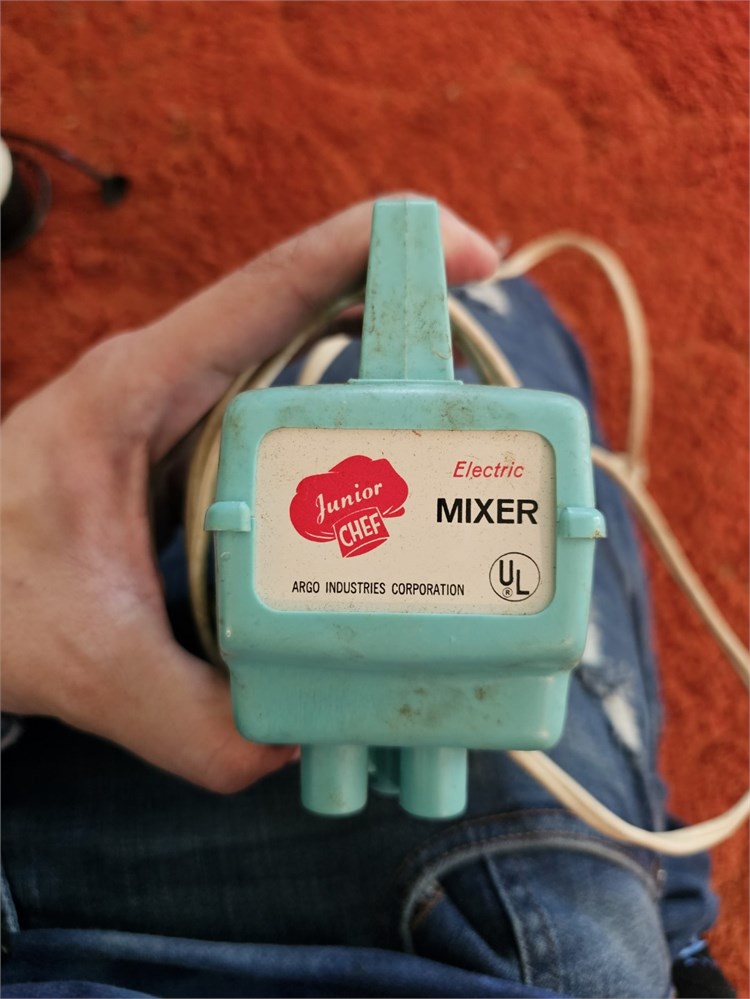 Junior
CHEF
Electric
MIXER
ARGO INDUSTRIES CORPORATION
UL
®